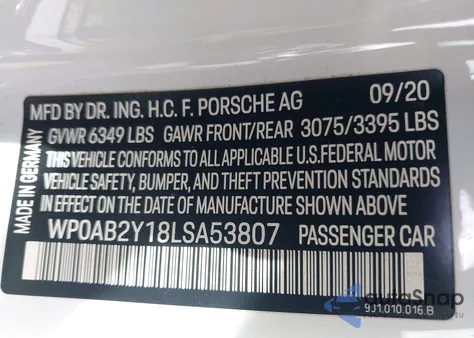 MFD BY DR. ING. H.C. F. PORSCHE AG 09/20
GVWR 6349 LBS GAWR FRONT/REAR 3075/3395 LBS
THIS VEHICLE CONFORMS TO ALL APPLICABLE U.S.FEDERAL MOTOR
VEHICLE SAFETY, BUMPER, AND THEFT PREVENTION STANDARDS
IN EFFECT ON THE DATE OF MANUFACTURE SHOWN ABOVE
WP0AB2Y18LSA53807 PASSENGER CAR
MADE IN GERMANY
autoSnap
9J1.010.016.B